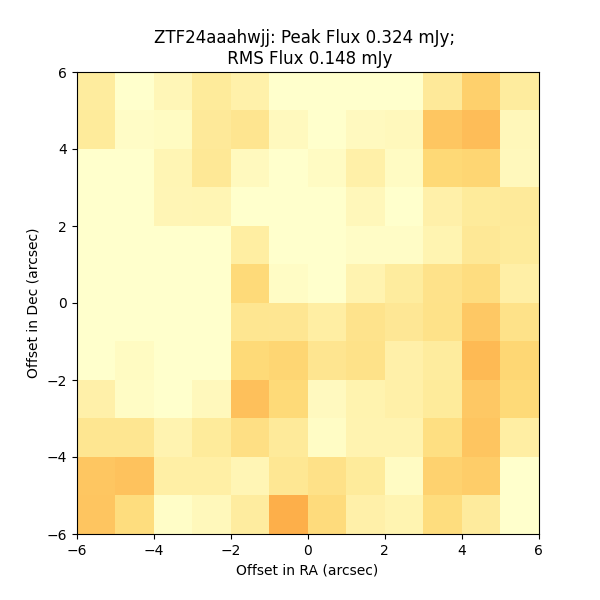 ZTF24aaahwjj: Peak Flux 0.324 mJy;
RMS Flux 0.148 mJy
6
4
2
0
−2
−4
−6
Offset in Dec (arcsec)
−6 −4 −2 0 2 4 6
Offset in RA (arcsec)